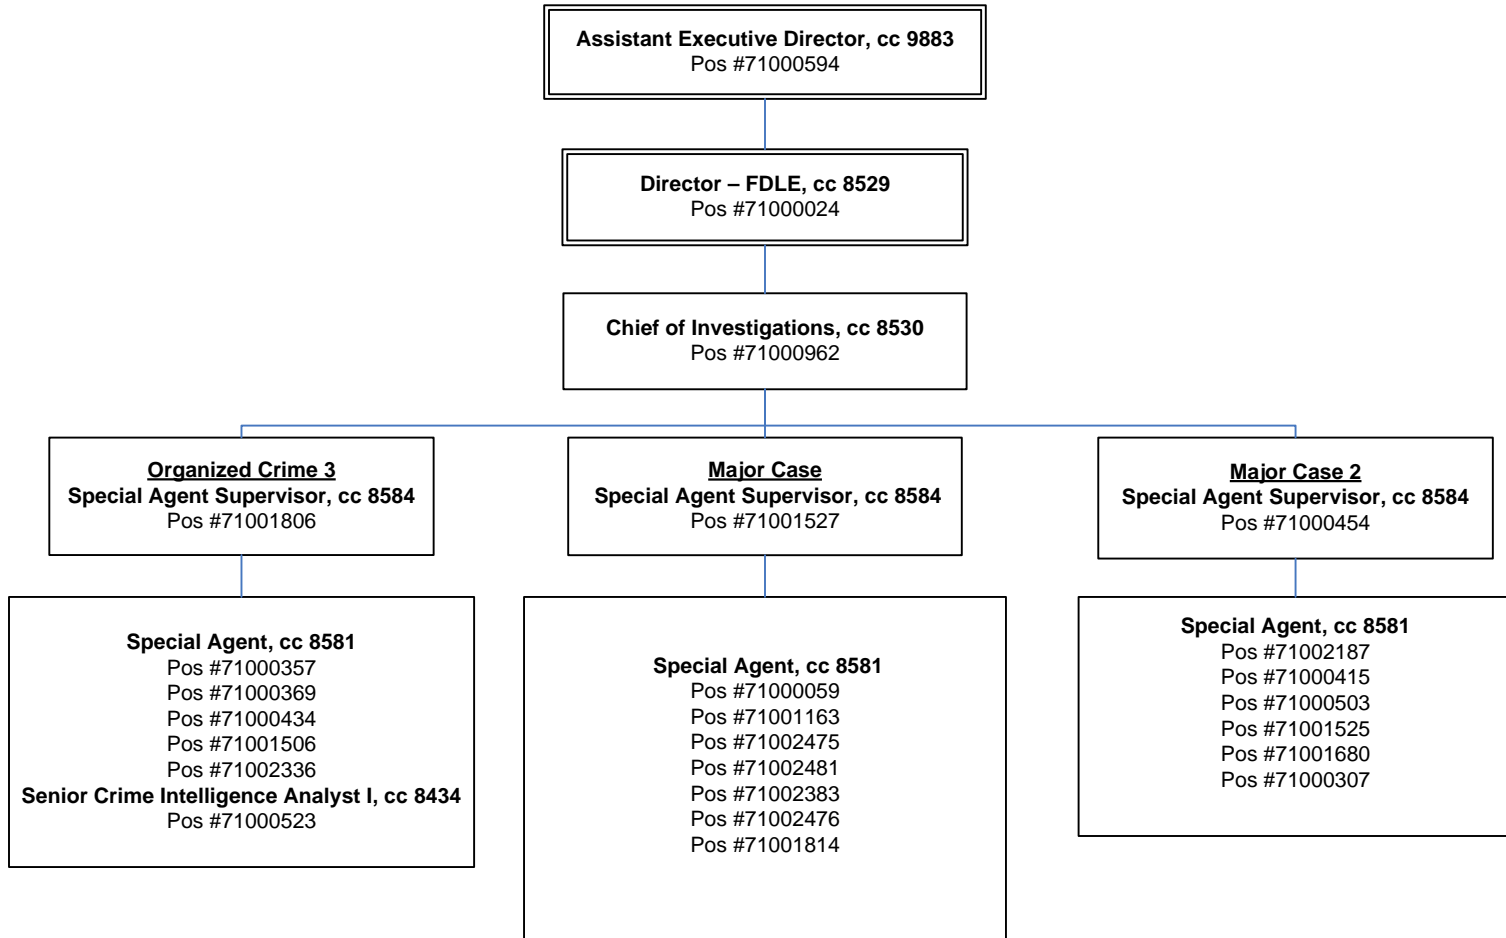 Assistant Executive Director, cc 9883
Pos #71000594
Director – FDLE, cc 8529
Pos #71000024
Chief of Investigations, cc 8530
Pos #71000962
Organized Crime 3
Special Agent Supervisor, cc 8584
Pos #71001806
Major Case
Special Agent Supervisor, cc 8584
Pos #71001527
Major Case 2
Special Agent Supervisor, cc 8584
Pos #71000454
Special Agent, cc 8581
Pos #71000357
Pos #71000369
Pos #71000434
Pos #71001506
Pos #71002336
Senior Crime Intelligence Analyst I, cc 8434
Pos #71000523
Special Agent, cc 8581
Pos #71000059
Pos #71001163
Pos #71002475
Pos #71002481
Pos #71002383
Pos #71002476
Pos #71001814
Special Agent, cc 8581
Pos #71002187
Pos #71000415
Pos #71000503
Pos #71001525
Pos #71001680
Pos #71000307